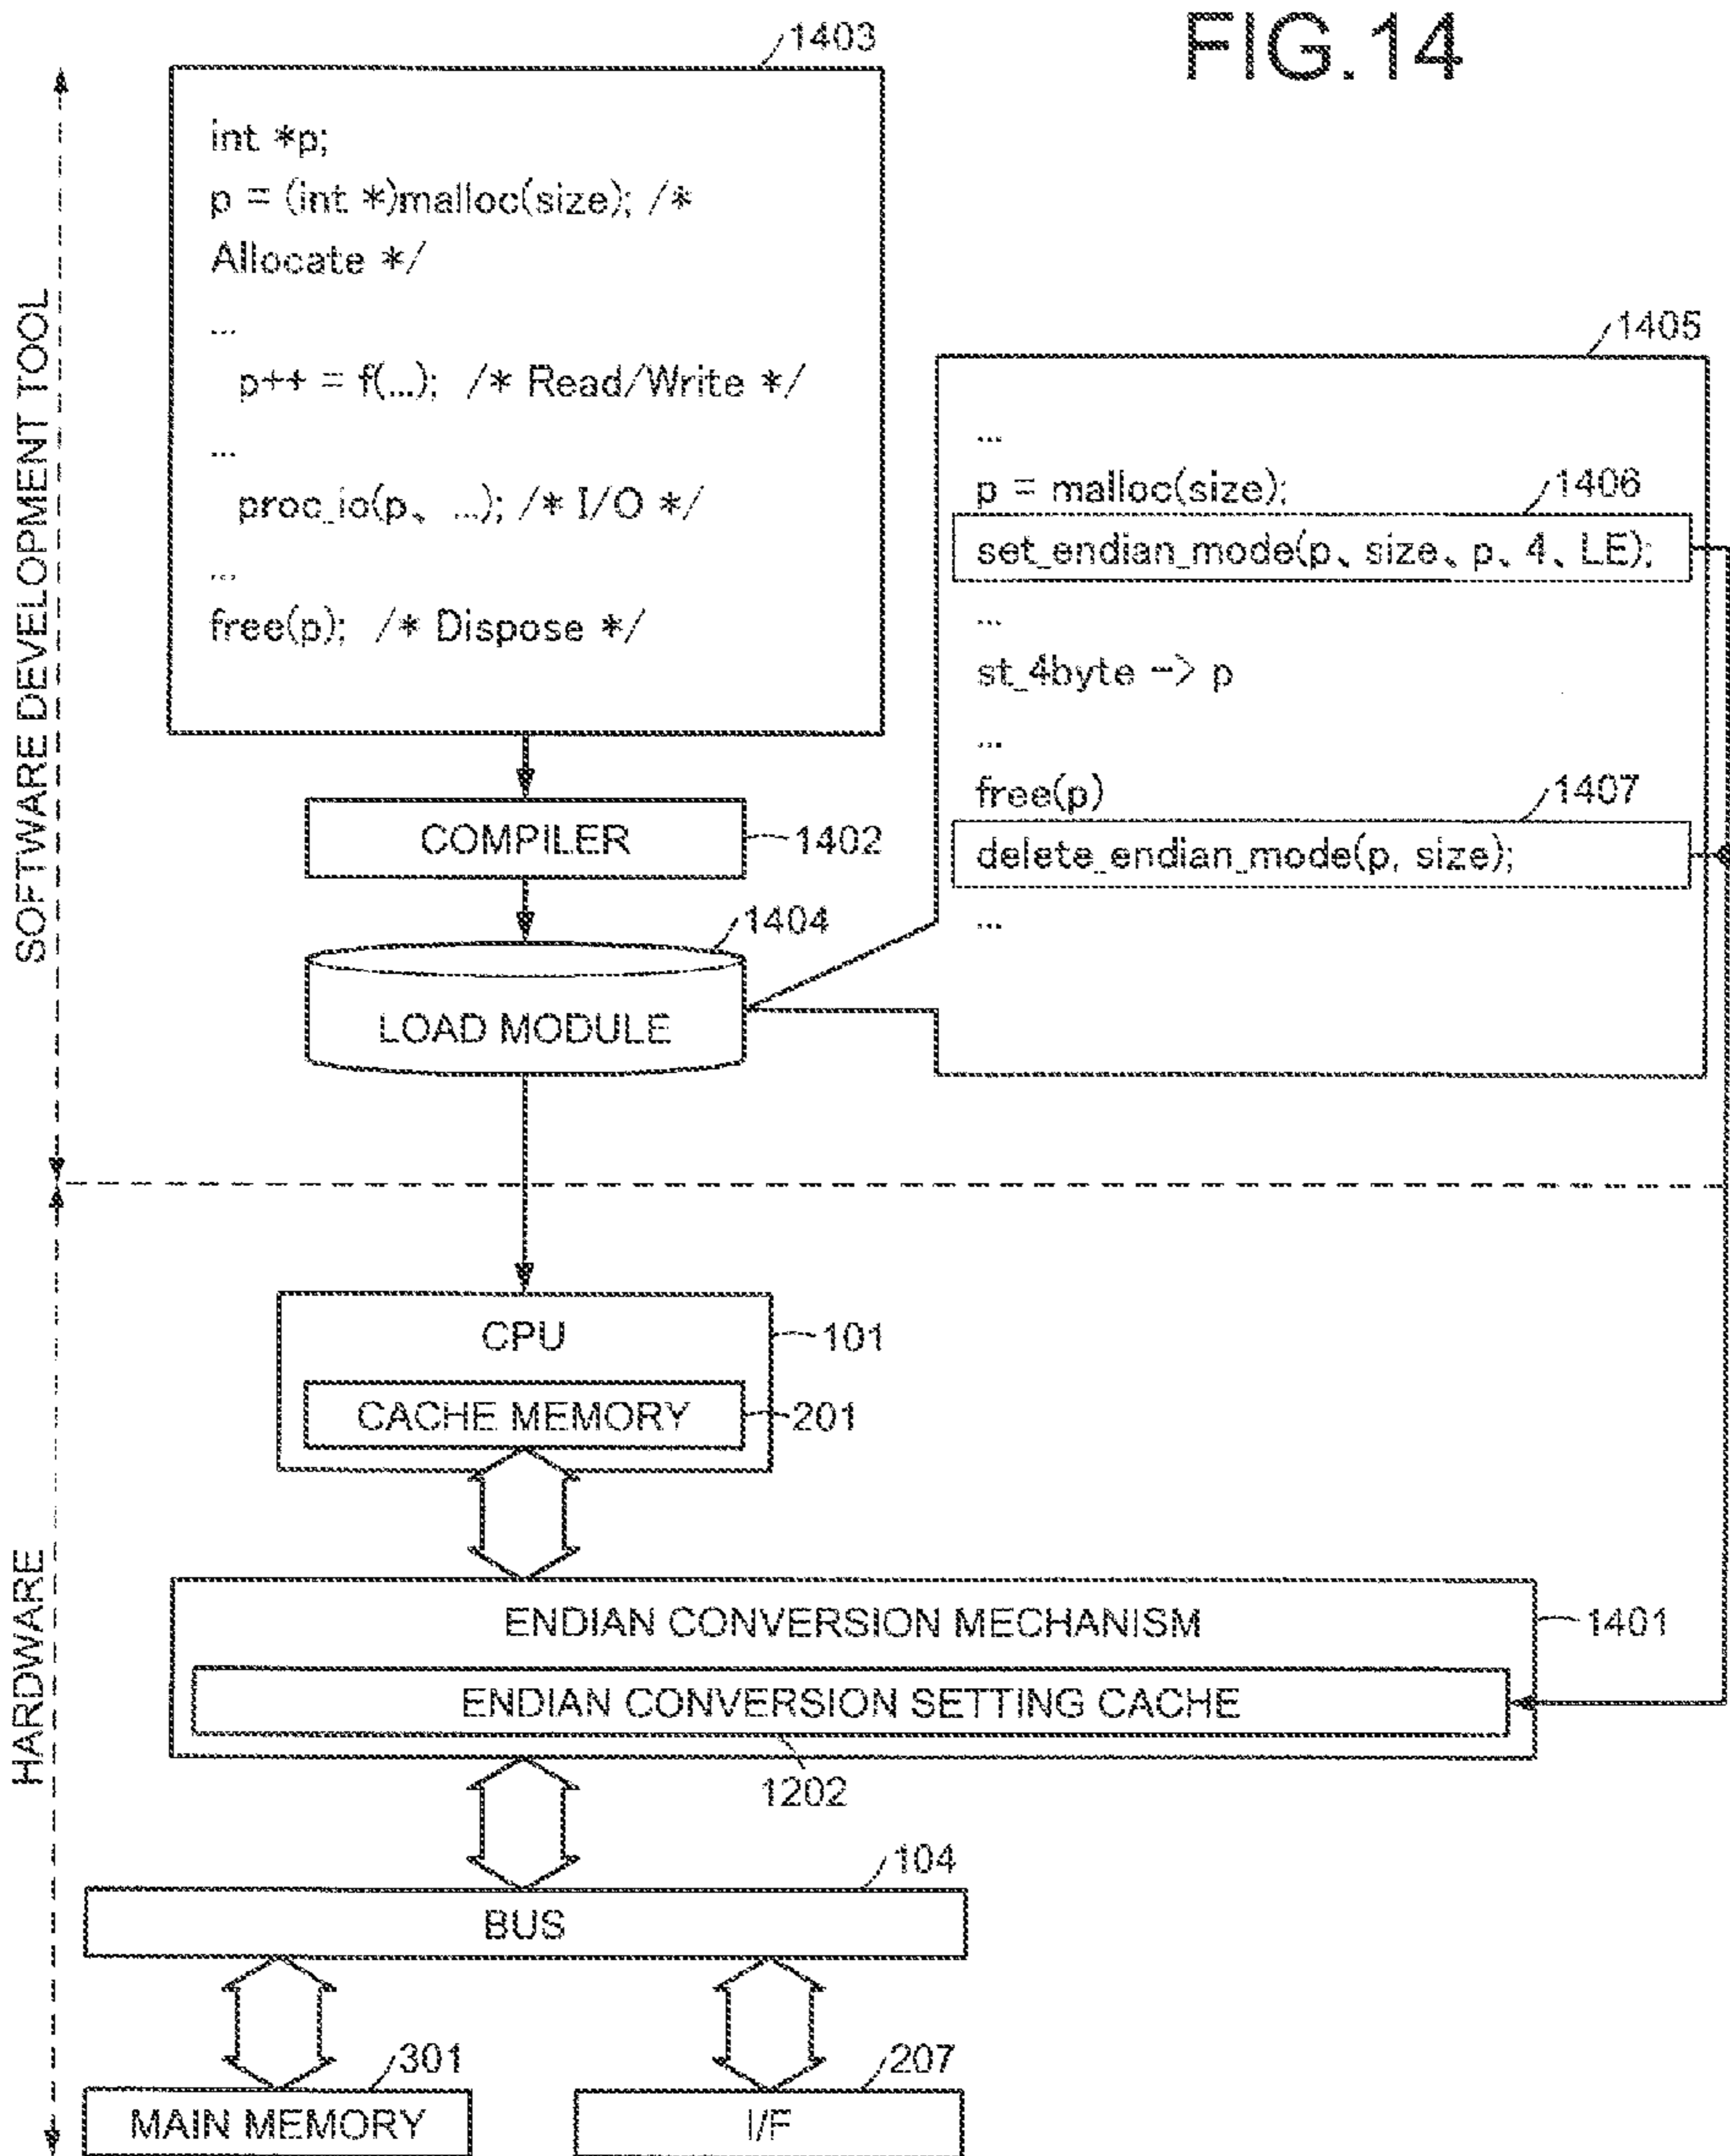 FIG.14
1403
int *p;
p = (int *)malloc(size); /*
Allocate */
...
p++ = f(...); /* Read/Write */
...
proc_io(p、...); /* I/O */
...
free(p); /* Dispose */
SOFTWARE DEVELOPMENT TOOL
COMPILER
1402
1404
LOAD MODULE
1405
...
p = malloc(size);
1406
set_endian_mode(p、size、p、4、LE);
...
st_4byte -> p
...
free(p)
1407
delete_endian_mode(p, size);
...
HARDWARE
CPU
101
CACHE MEMORY
201
ENDIAN CONVERSION MECHANISM
1401
ENDIAN CONVERSION SETTING CACHE
1202
104
BUS
301
MAIN MEMORY
207
I/F